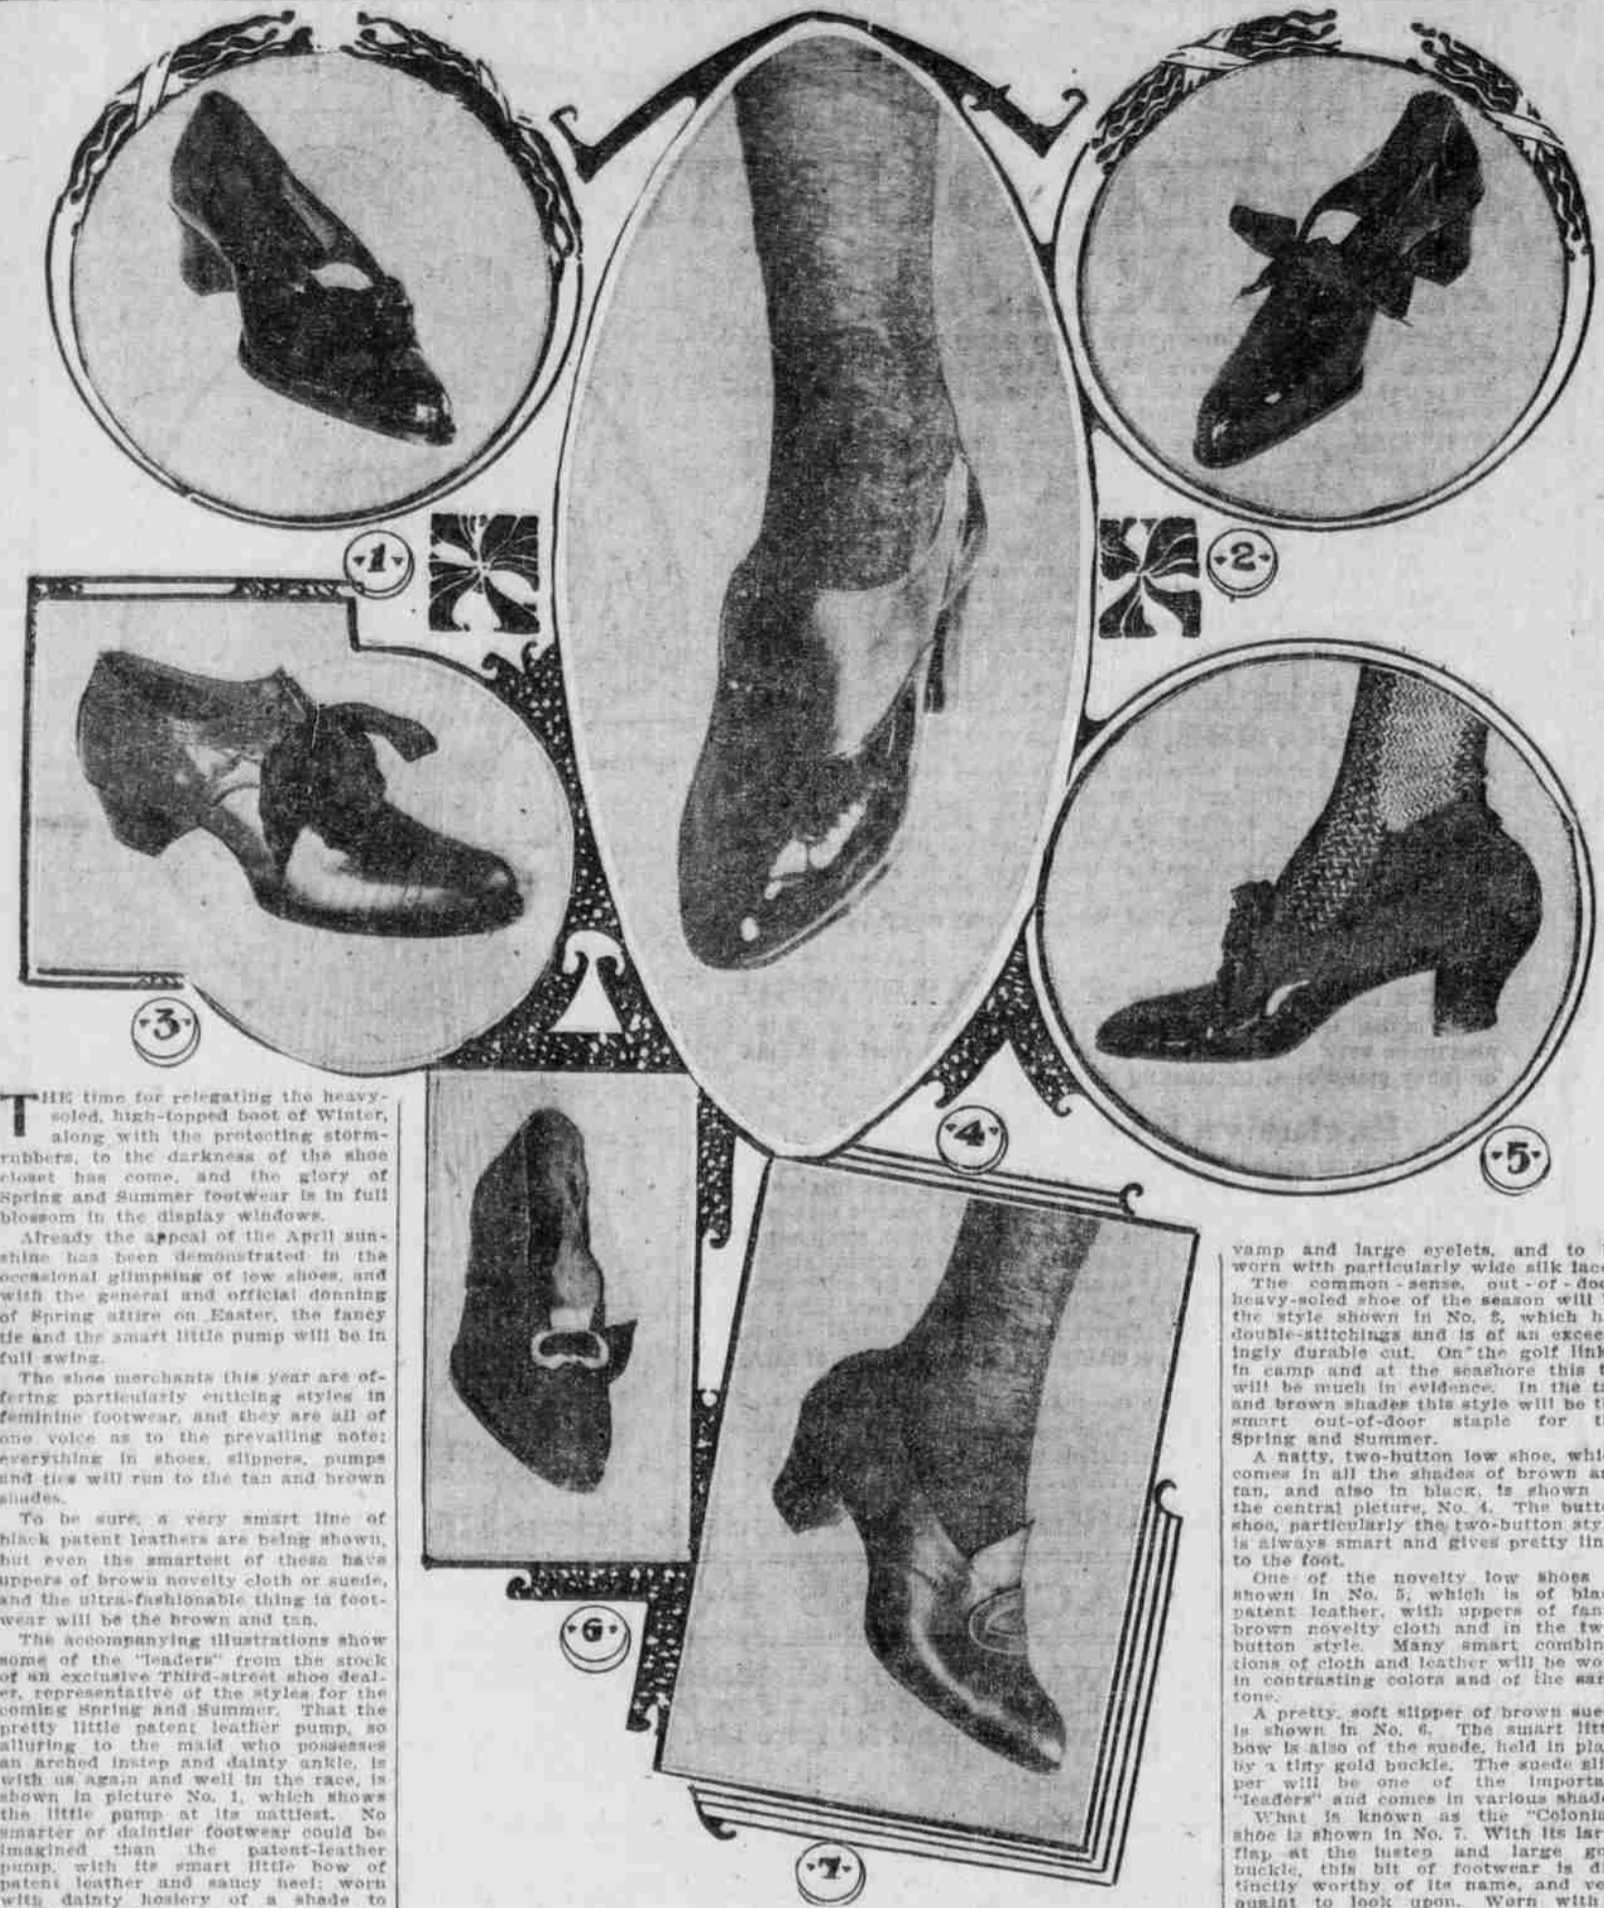 1
2
3
4
5
6
7
THE time for relegating the heavy-
soled, high-topped boot of Winter,
along with the protecting storm-
rubbers, to the darkness of the shoe
closet has come, and the glory of
Spring and Summer footwear is in full
blossom in the display windows.
Already the appeal of the April sun-
shine has been demonstrated in the
occasional glimpsing of low shoes, and
with the general and official donning
of Spring attire on Easter, the fancy
tie and the smart little pump will be in
full swing.
The shoe merchants this year are of-
fering particularly enticing styles in
feminine footwear, and they are all of
one voice as to the prevailing note;
everything in shoes, slippers, pumps
and ties will run to the tan and brown
shades.
To be sure, a very smart line of
black patent leathers are being shown,
but even the smartest of these have
uppers of brown novelty cloth or suede,
and the ultra-fashionable thing in foot-
wear will be the brown and tan.
The accompanying illustrations show
some of the "leaders" from the stock
of an exclusive Third-street shoe deal-
er, representative of the styles for the
coming Spring and Summer. That the
pretty little patent leather pump, so
alluring to the maid who possesses
an arched instep and dainty ankle, is
with us again and well in the race, is
shown in picture No. 1, which shows
the little pump at its nattiest. No
smarter or daintier footwear could be
imagined than the patent-leather
pump, with its smart little bow of
patent leather and saucy heel; worn
with dainty hosiery of a shade to
vamp and large eyelets, and to
worn with particularly wide silk lace
The common-sense, out-or-doo
heavy-soled shoe of the season will
the style shown in No. 3, which h
double-stitchings and is of an excee
ingly durable cut. On the golf link
in camp and at the seashore this t
will be much in evidence. In the ta
and brown shades this style will be th
smart out-of-door staple for th
Spring and Summer.
A natty, two-button low shoe, whic
comes in all the shades of brown an
tan, and also in black, is shown
the central picture, No. 4. The butto
shoe, particularly the two-button styl
is always smart and gives pretty lin
to the foot.
One of the novelty low shoes
shown in No. 5, which is of blac
patent leather, with uppers of fan
brown novelty cloth and in the tw
button style. Many smart combin
tions of cloth and leather will be wo
in contrasting colors and of the sam
tone.
A pretty, soft slipper of brown sue
is shown in No. 6. The smart litt
bow is also of the suede, held in pla
by a tiny gold buckle. The suede sli
per will be one of the importa
"leaders" and comes in various shade
What is known as the "Colonia
shoe is shown in No. 7. With its larg
flap at the instep and large go
buckle, this bit of footwear is di
tinctly worthy of its name, and ve
quaint to look upon. Worn with